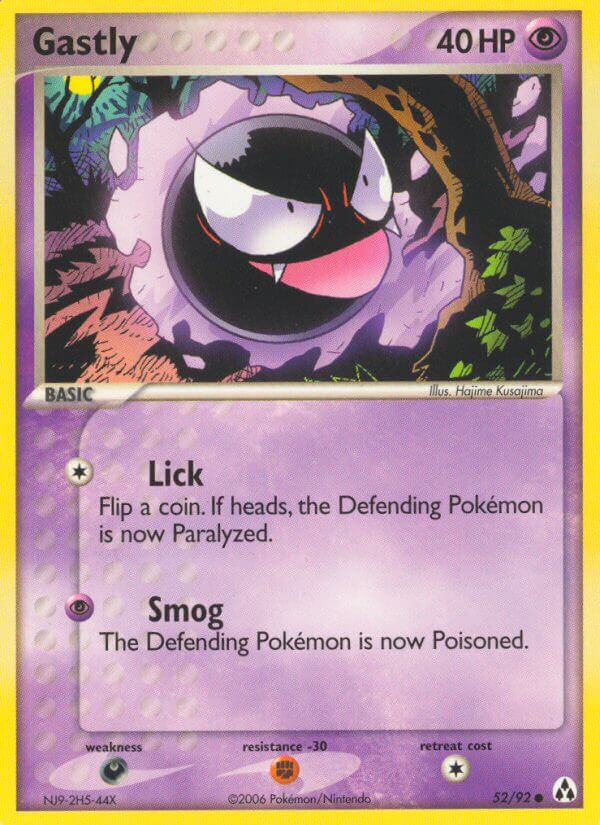 Gastly 40 HP
BASIC
Illus. Hajime Kusajima
Lick
Flip a coin. If heads, the Defending Pokémon
is now Paralyzed.
Smog
The Defending Pokémon is now Poisoned.
weakness resistance -30 retreat cost
NJ9-2H5-44X ©2006 Pokémon/Nintendo 52/92